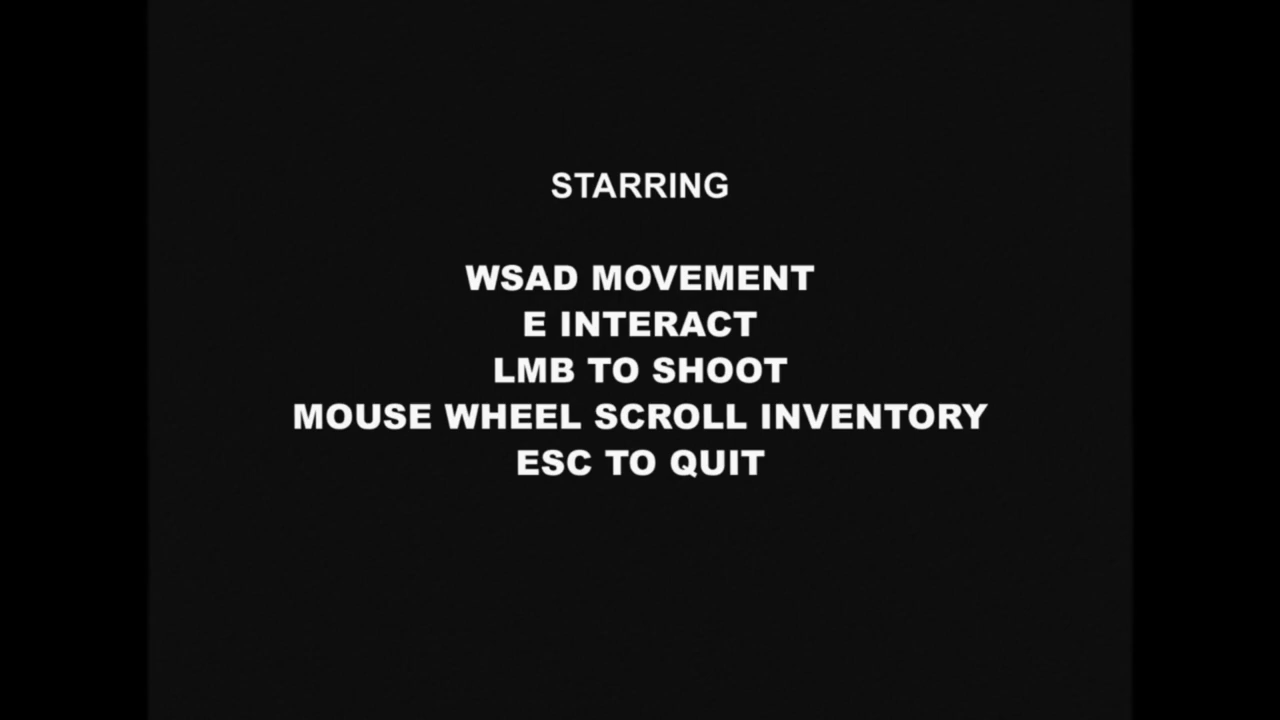 STARRING
WSAD MOVEMENT
E INTERACT
LMB TO SHOOT
MOUSE WHEEL SCROLL INVENTORY
ESC TO QUIT